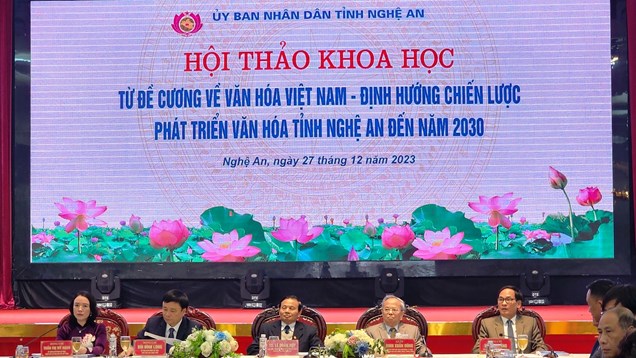 ỦY BAN NHÂN DÂN TỈNH NGHỆ AN
HỘI THẢO KHOA HỌC
TỪ ĐỀ CƯƠNG VỀ VĂN HÓA VIỆT NAM - ĐỊNH HƯỚNG CHIẾN LƯỢC
PHÁT TRIỂN VĂN HÓA TỈNH NGHỆ AN ĐẾN NĂM 2030
Nghệ An, ngày 27 tháng 12 năm 2023